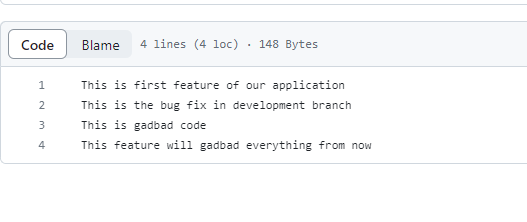 Code Blame 4 lines (4 loc) · 148 Bytes
1 This is first feature of our application
2 This is the bug fix in development branch
3 This is gadbad code
4 This feature will gadbad everything from now